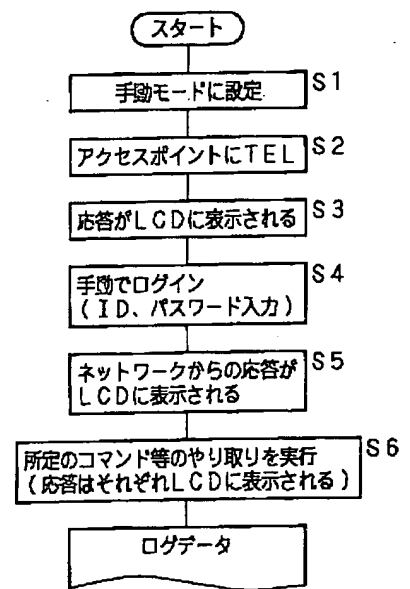 スタート
手動モードに設定
S1
アクセスポイントにTEL
S2
応答がLCDに表示される
S3
手動でログイン
(ID、パスワード入力)
S4
ネットワークからの応答が
LCDに表示される
S5
所定のコマンド等のやり取りを実行
(応答はそれぞれLCDに表示される)
S6
ログデータ